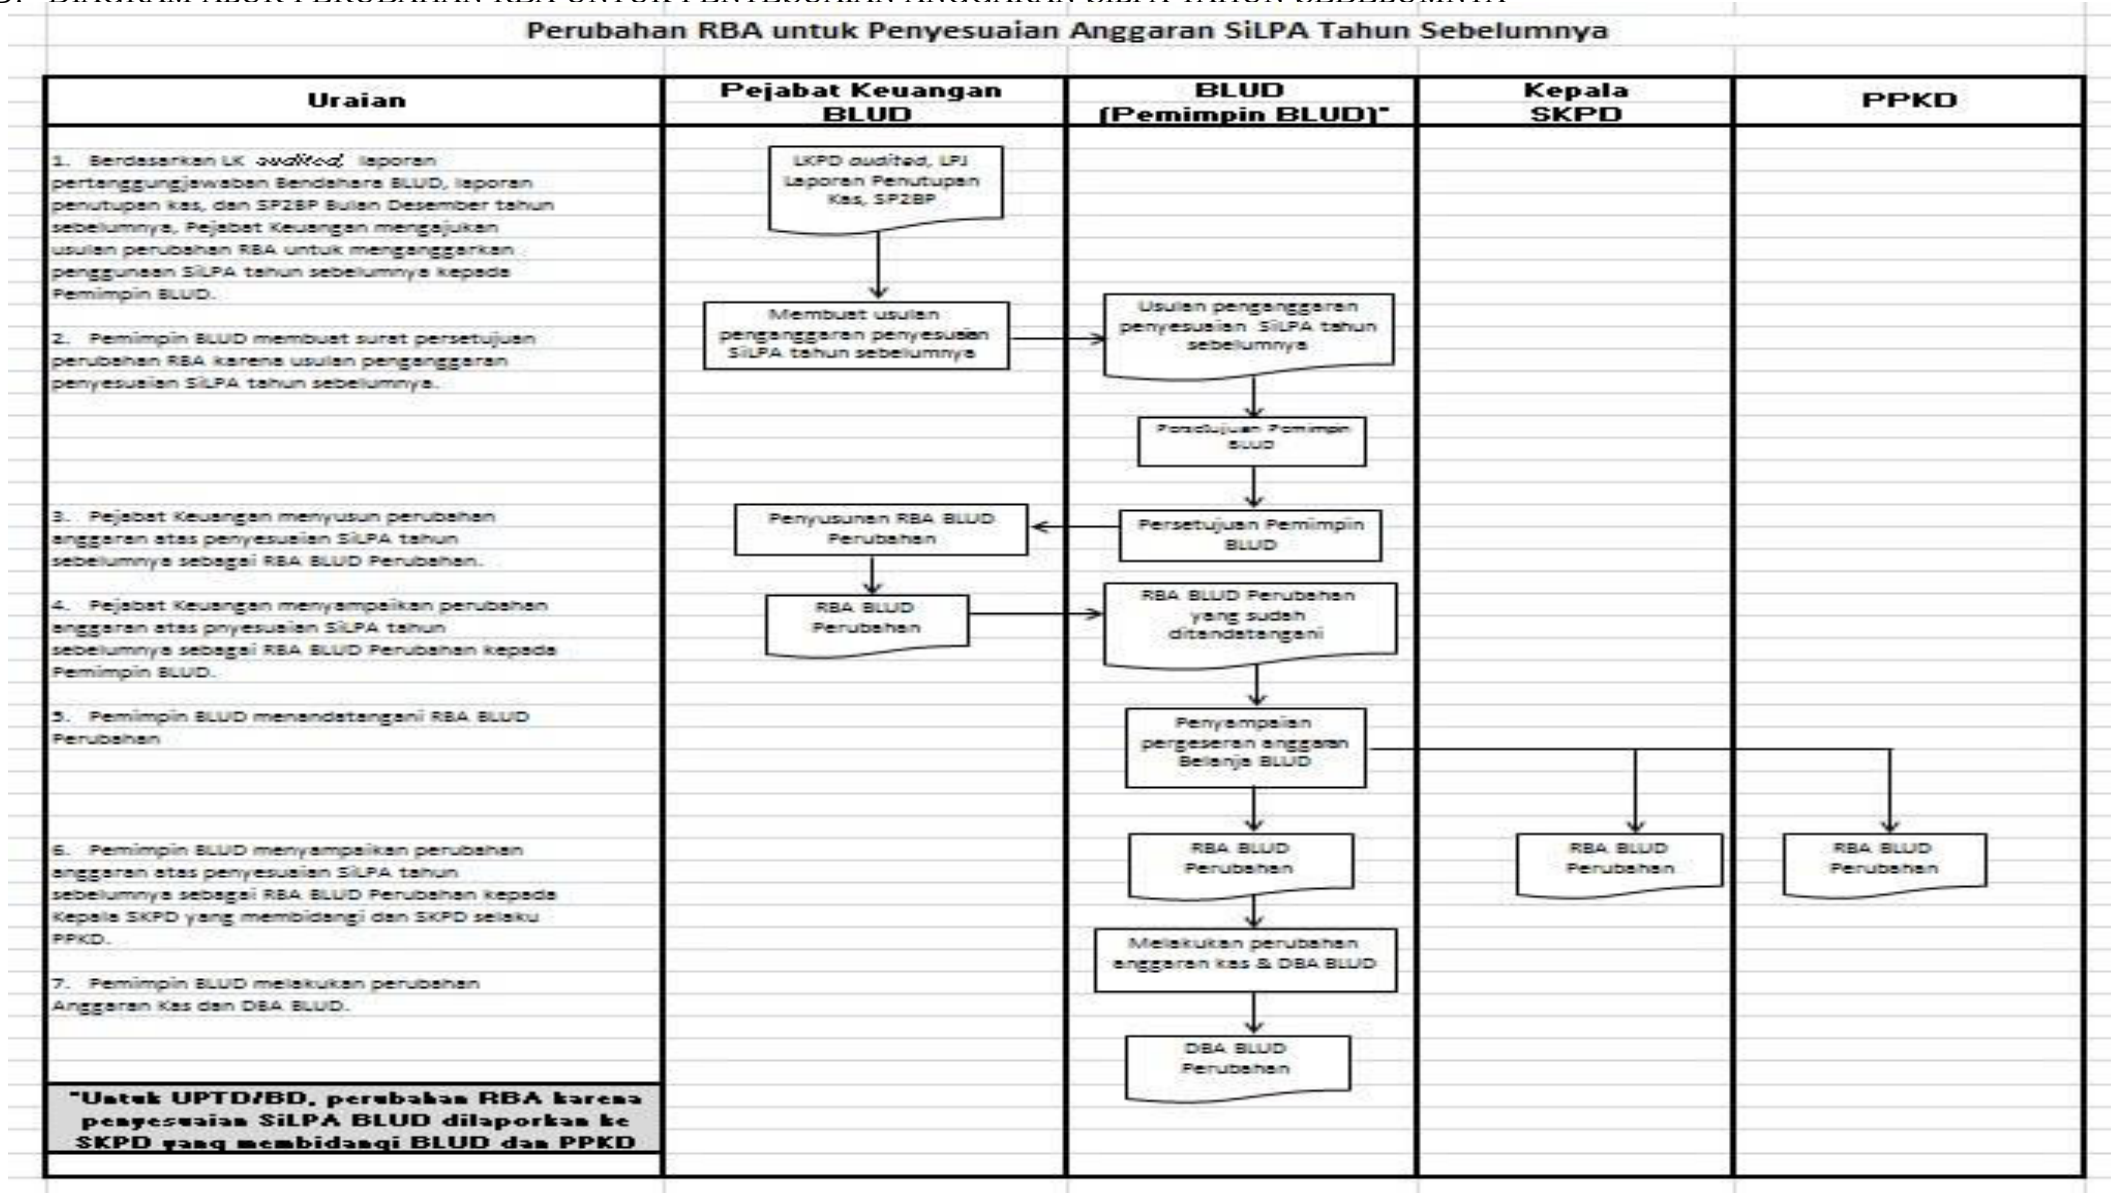 DIAGRAM ALUR PERUBAHAN RBA UNTUK PENYESUAIAN ANGGARAN SILPA TAHUN SEBELUMNYA
Perubahan RBA untuk Penyesuaian Anggaran SiLPA Tahun Sebelumnya
Uraian
Pejabat Keuangan
BLUD
BLUD
(Pemimpin BLUD)*
Kepala
SKPD
PPKD
1. Berdasarkan LK audited, laporan
pertanggungjawaban Bendahara BLUD, laporan
penutupan kas, dan SP2BP Bulan Desember tahun
sebelumnya, Pejabat Keuangan mengajukan
usulan perubahan RBA untuk menganggarkan
penggunaan SiLPA tahun sebelumnya kepada
Pemimpin BLUD.
2. Pemimpin BLUD membuat surat persetujuan
perubahan RBA karena usulan penganggaran
penyesuaian SiLPA tahun sebelumnya.
3. Pejabat Keuangan menyusun perubahan
anggaran atas penyesuaian SiLPA tahun
sebelumnya sebagai RBA BLUD Perubahan.
4. Pejabat Keuangan menyampaikan perubahan
anggaran atas pnyesuaian SiLPA tahun
sebelumnya sebagai RBA BLUD Perubahan kepada
Pemimpin BLUD.
5. Pemimpin BLUD menandatangani RBA BLUD
Perubahan
6. Pemimpin BLUD menyampaikan perubahan
anggaran atas penyesuaian SiLPA tahun
sebelumnya sebagai RBA BLUD Perubahan kepada
Kepala SKPD yang membidangi dan SKPD selaku
PPKD.
7. Pemimpin BLUD melakukan perubahan
Anggaran Kas dan DBA BLUD.
*Untuk UPTD/BD, perubahan RBA karena
penyesuaian SiLPA BLUD dilaporkan ke
SKPD yang membidangi BLUD dan PPKD
LKPD audited, LPJ
Laporan Penutupan
Kas, SP2BP
Membuat usulan
penganggaran penyesuaian
SiLPA tahun sebelumnya
Usulan penganggaran
penyesuaian SiLPA tahun
sebelumnya
Persetujuan Pemimpin
BLUD
Penyusunan RBA BLUD
Perubahan
Persetujuan Pemimpin
BLUD
RBA BLUD
Perubahan
RBA BLUD Perubahan
yang sudah
ditandatangani
Penyampaian
pergeseran anggaran
Belanja BLUD
RBA BLUD
Perubahan
RBA BLUD
Perubahan
RBA BLUD
Perubahan
Melakukan perubahan
anggaran kas & DBA BLUD
DBA BLUD
Perubahan